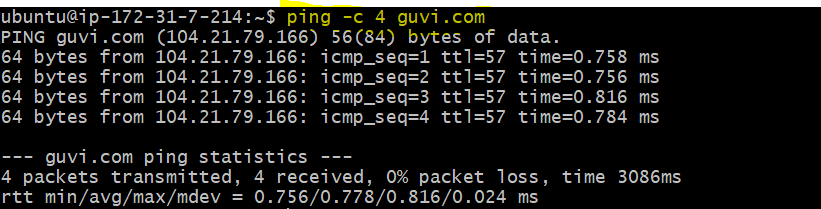 ubuntu@ip-172-31-7-214:~$ ping -c 4 guvi.com
PING guvi.com (104.21.79.166) 56(84) bytes of data.
64 bytes from 104.21.79.166: icmp_seq=1 ttl=57 time=0.758 ms
64 bytes from 104.21.79.166: icmp_seq=2 ttl=57 time=0.756 ms
64 bytes from 104.21.79.166: icmp_seq=3 ttl=57 time=0.816 ms
64 bytes from 104.21.79.166: icmp_seq=4 ttl=57 time=0.784 ms
--- guvi.com ping statistics ---
4 packets transmitted, 4 received, 0% packet loss, time 3086ms
rtt min/avg/max/mdev = 0.756/0.778/0.816/0.024 ms